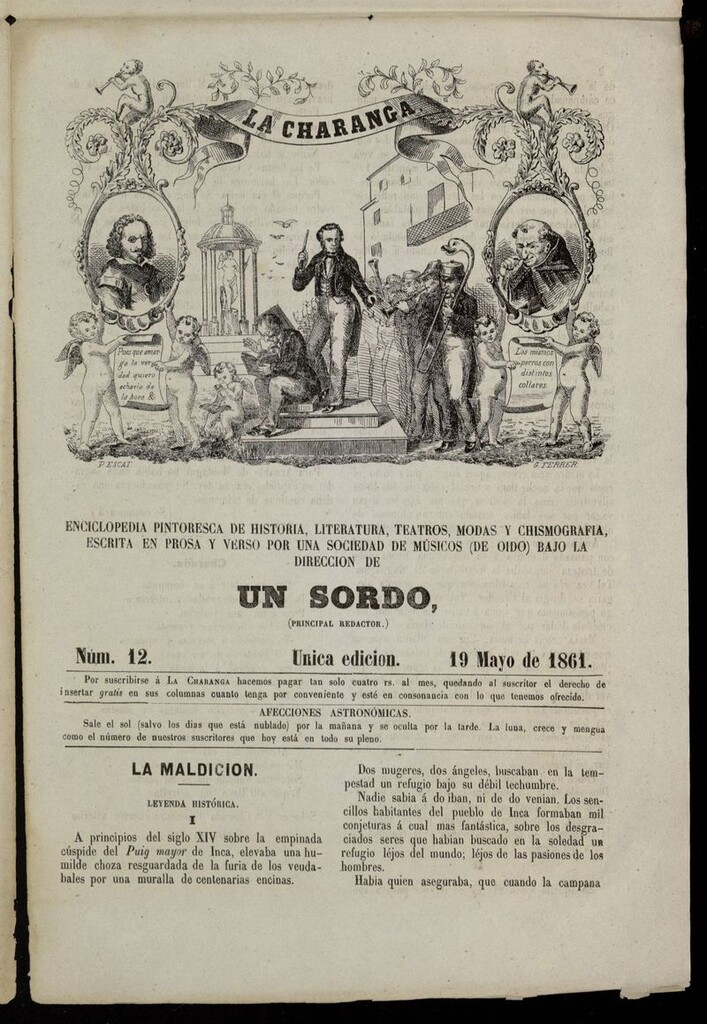 LA CHARANGA
Pues que amar
ga la ver
dad quiero
echarla de
la boca &
Los mismos
perros con
distintos
collares.
P. ESCAT
G. FERRER.
ENCICLOPEDIA PINTORESCA DE HISTORIA, LITERATURA, TEATROS, MODAS Y CHISMOGRAFIA,
ESCRITA EN PROSA Y VERSO POR UNA SOCIEDAD DE MÚSICOS (DE OIDO) BAJO LA
DIRECCION DE
UN SORDO,
(PRINCIPAL REDACTOR.)
Núm. 12. Unica edicion. 19 Mayo de 1861.
Por suscribirse á LA CHARANGA hacemos pagar tan solo cuatro rs. al mes, quedando al suscritor el derecho de
insertar gratis en sus columnas cuanto tenga por conveniente y esté en consonancia con lo que tenemos ofrecido.
AFECCIONES ASTRONÓMICAS.
Sale el sol (salvo los dias que está nublado) por la mañana y se oculta por la tarde. La luna, crece y mengua
como el número de nuestros suscritores que hoy está en todo su pleno.
LA MALDICION.
LEYENDA HISTÓRICA.
I
A principios del siglo XIV sobre la empinada
cúspide del Puig mayor de Inca, elevaba una hu-
milde choza resguardada de la furia de los venda-
bales por una muralla de centenarias encinas.
Dos mugeres, dos ángeles, buscaban en la tem-
pestad un refugio bajo su débil techumbre.
Nadie sabia á do iban, ni de do venian. Los sen-
cillos habitantes del pueblo de Inca formaban mil
conjeturas á cual mas fantástica, sobre los desgra-
ciados seres que habian buscado en la soledad un
refugio léjos del mundo; léjos de las pasiones de los
hombres.
Habia quien aseguraba, que cuando la campana